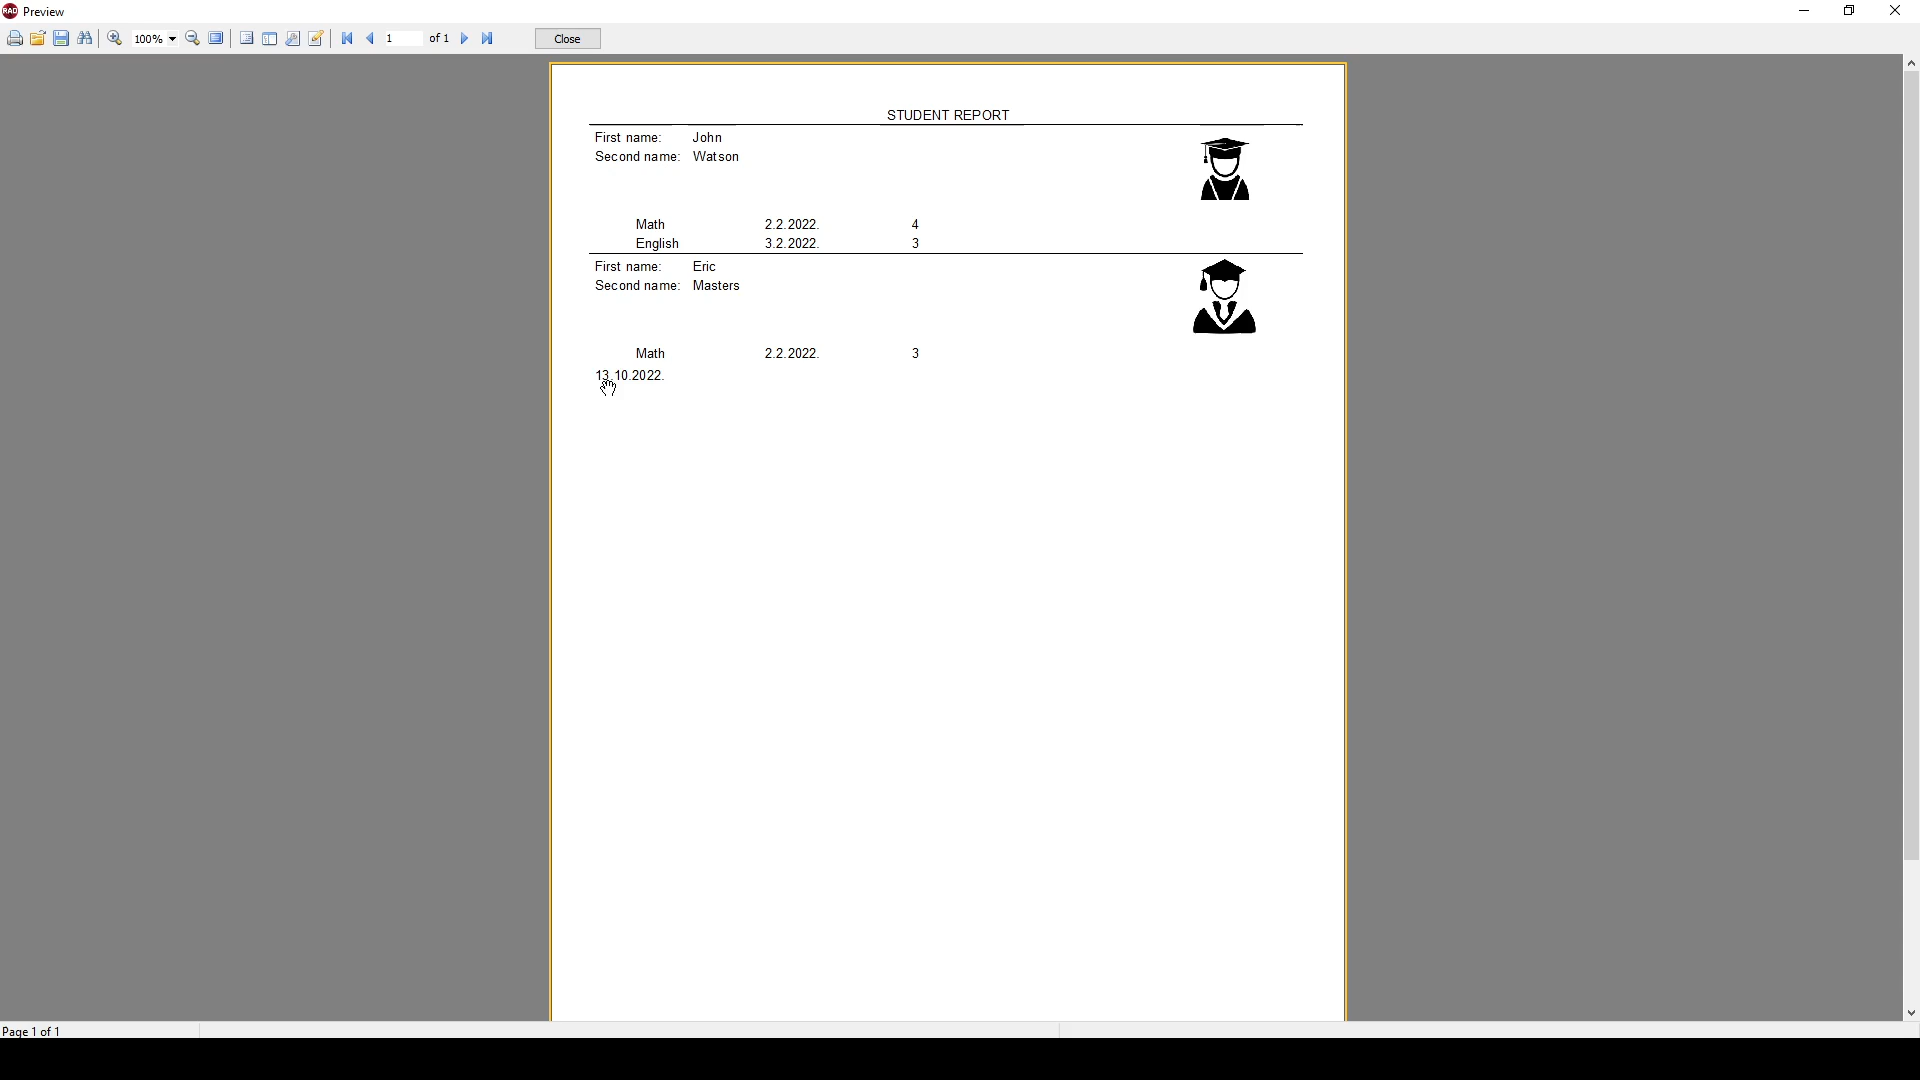 RAD Preview
100% 1 of 1 Close
STUDENT REPORT
First name: John
Second name: Watson
Math 2.2.2022. 4
English 3.2.2022. 3
First name: Eric
Second name: Masters
Math 2.2.2022. 3
13.10.2022.
Page 1 of 1